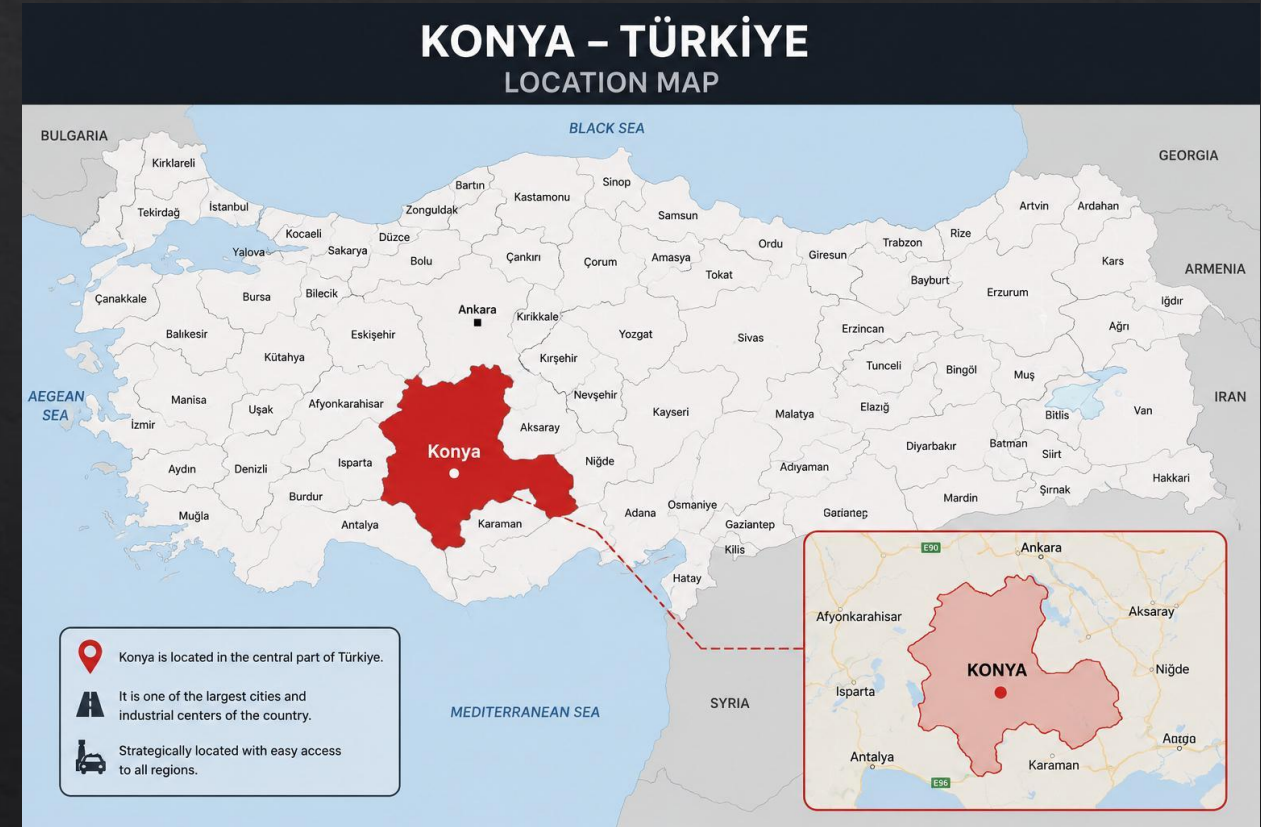 KONYA – TÜRKİYE
LOCATION MAP
BULGARIA
BLACK SEA
GEORGIA
Kirklareli
Tekirdağ
İstanbul
Bartın
Zonguldak
Kastamonu
Sinop
Samsun
Artvin
Ardahan
Yalova
Kocaeli
Sakarya
Düzce
Bolu
Çankırı
Çorum
Amasya
Tokat
Ordu
Giresun
Trabzon
Rize
Bayburt
Kars
ARMENIA
Çanakkale
Bursa
Bilecik
Erzurum
Iğdır
Ankara
Kırıkkale
Balıkesir
Eskişehir
Yozgat
Sivas
Erzincan
Ağrı
Kütahya
Kırşehir
Tunceli
Bingöl
Muş
AEGEAN
SEA
Manisa
Uşak
Afyonkarahisar
Nevşehir
Kayseri
Malatya
Elazığ
Bitlis
Van
IRAN
İzmir
Aksaray
Konya
Diyarbakır
Batman
Siirt
Aydın
Denizli
Isparta
Niğde
Adıyaman
Hakkari
Burdur
Mardin
Şırnak
Muğla
Antalya
Karaman
Adana
Osmaniye
Gaziantep
Gariancp
Kilis
Hatay
Konya is located in the central part of Türkiye.
It is one of the largest cities and
industrial centers of the country.
Strategically located with easy access
to all regions.
MEDITERRANEAN SEA
SYRIA
E90
Ankara
Afyonkarahisar
Aksaray
KONYA
Niğde
Isparta
Antalya
Karaman
E96